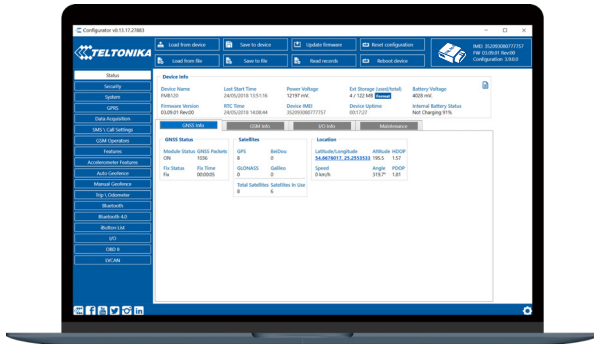 Configurator v0.13.17.27883
TELTONIKA
Load from device
Save to device
Update firmware
Reset configuration
Load from file
Save to file
Read records
Reboot device
IMEI 352093080777757
FW 03.09.01 Rev:00
Configuration 3.9.0.0
Status
Security
System
GPRS
Data Acquisition
SMS \ Call Settings
GSM Operators
Features
Accelerometer Features
Auto Geofence
Manual Geofence
Trip \ Odometer
Bluetooth
Bluetooth 4.0
iButton List
I/O
OBD II
LVCAN
Device Info
Device Name Last Start Time Power Voltage Ext Storage (used/total) Battery Voltage
FMB120 24/05/2018 13:51:16 12197 mV. 4 / 122 MB Format 4028 mV.
Firmware Version RTC Time Device IMEI Device Uptime Internal Battery Status
03.09.01 Rev:00 24/05/2018 14:08:44 352093080777757 00:17:27 Not Charging 91%
GNSS Info GSM Info I/O Info Maintenance
GNSS Status
Module Status GNSS Packets
ON 1036
Fix Status Fix Time
Fix 00:00:05
Satellites
GPS BeiDou
8 0
GLONASS Galileo
0 0
Total Satellites Satellites in Use
8 6
Location
Latitude/Longitude Altitude HDOP
54.6676017, 25.2553533 195.5 1.57
Speed Angle PDOP
0 km/h 319.7° 1.81